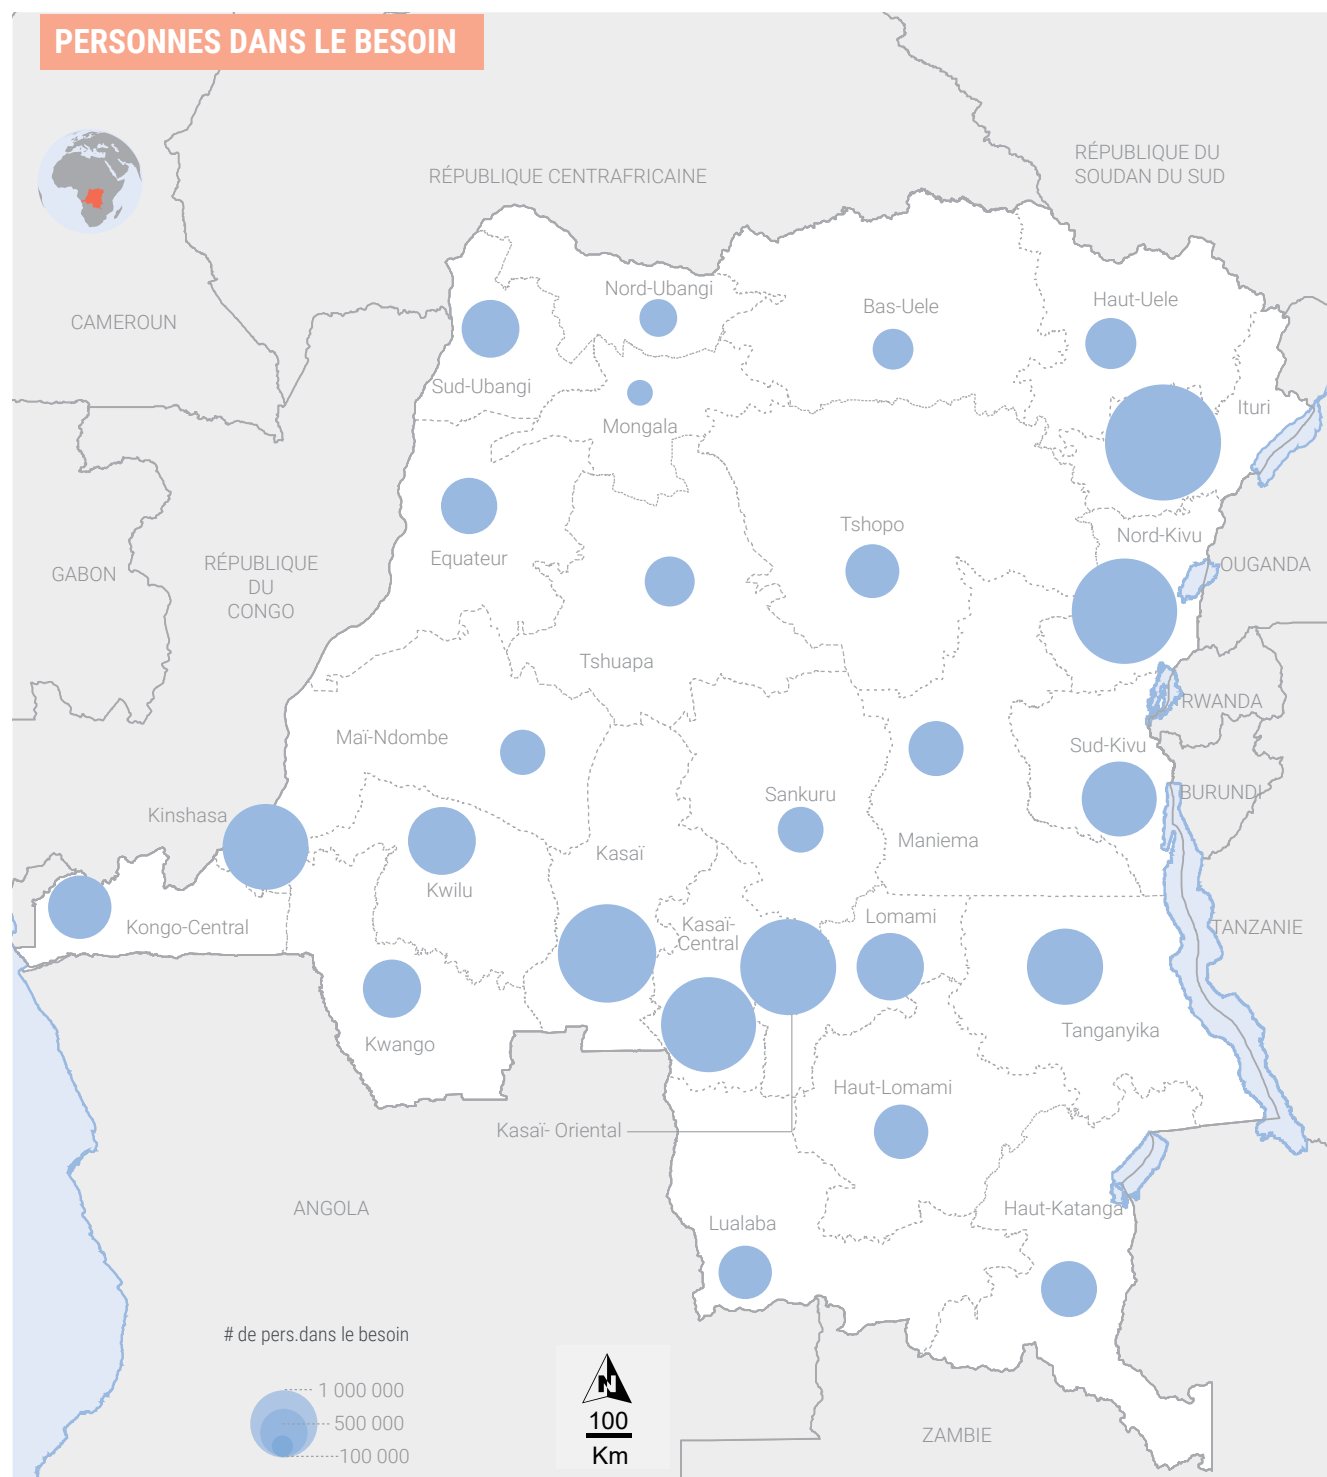 PERSONNES DANS LE BESOIN
RÉPUBLIQUE DU
SOUDAN DU SUD
RÉPUBLIQUE CENTRAFRICAINE
Nord-Ubangi
Haut-Uele
Bas-Uele
CAMEROUN
Sud-Ubangi
Ituri
Mongala
Tshopo
Nord-Kivu
Equateur
RÉPUBLIQUE
DU
CONGO
OUGANDA
GABON
Tshuapa
RWANDA
Maï-Ndombe
Sud-Kivu
BURUNDI
Sankuru
Kinshasa
Maniema
Kasaï
Kwilu
Lomami
Kasaï-
Central
Kongo-Central
TANZANIE
Tanganyika
Kwango
Haut-Lomami
Kasaï- Oriental
ANGOLA
Haut-Katanga
Lualaba
# de pers.dans le besoin
1 000 000
500 000
100 000
N
100
Km
ZAMBIE